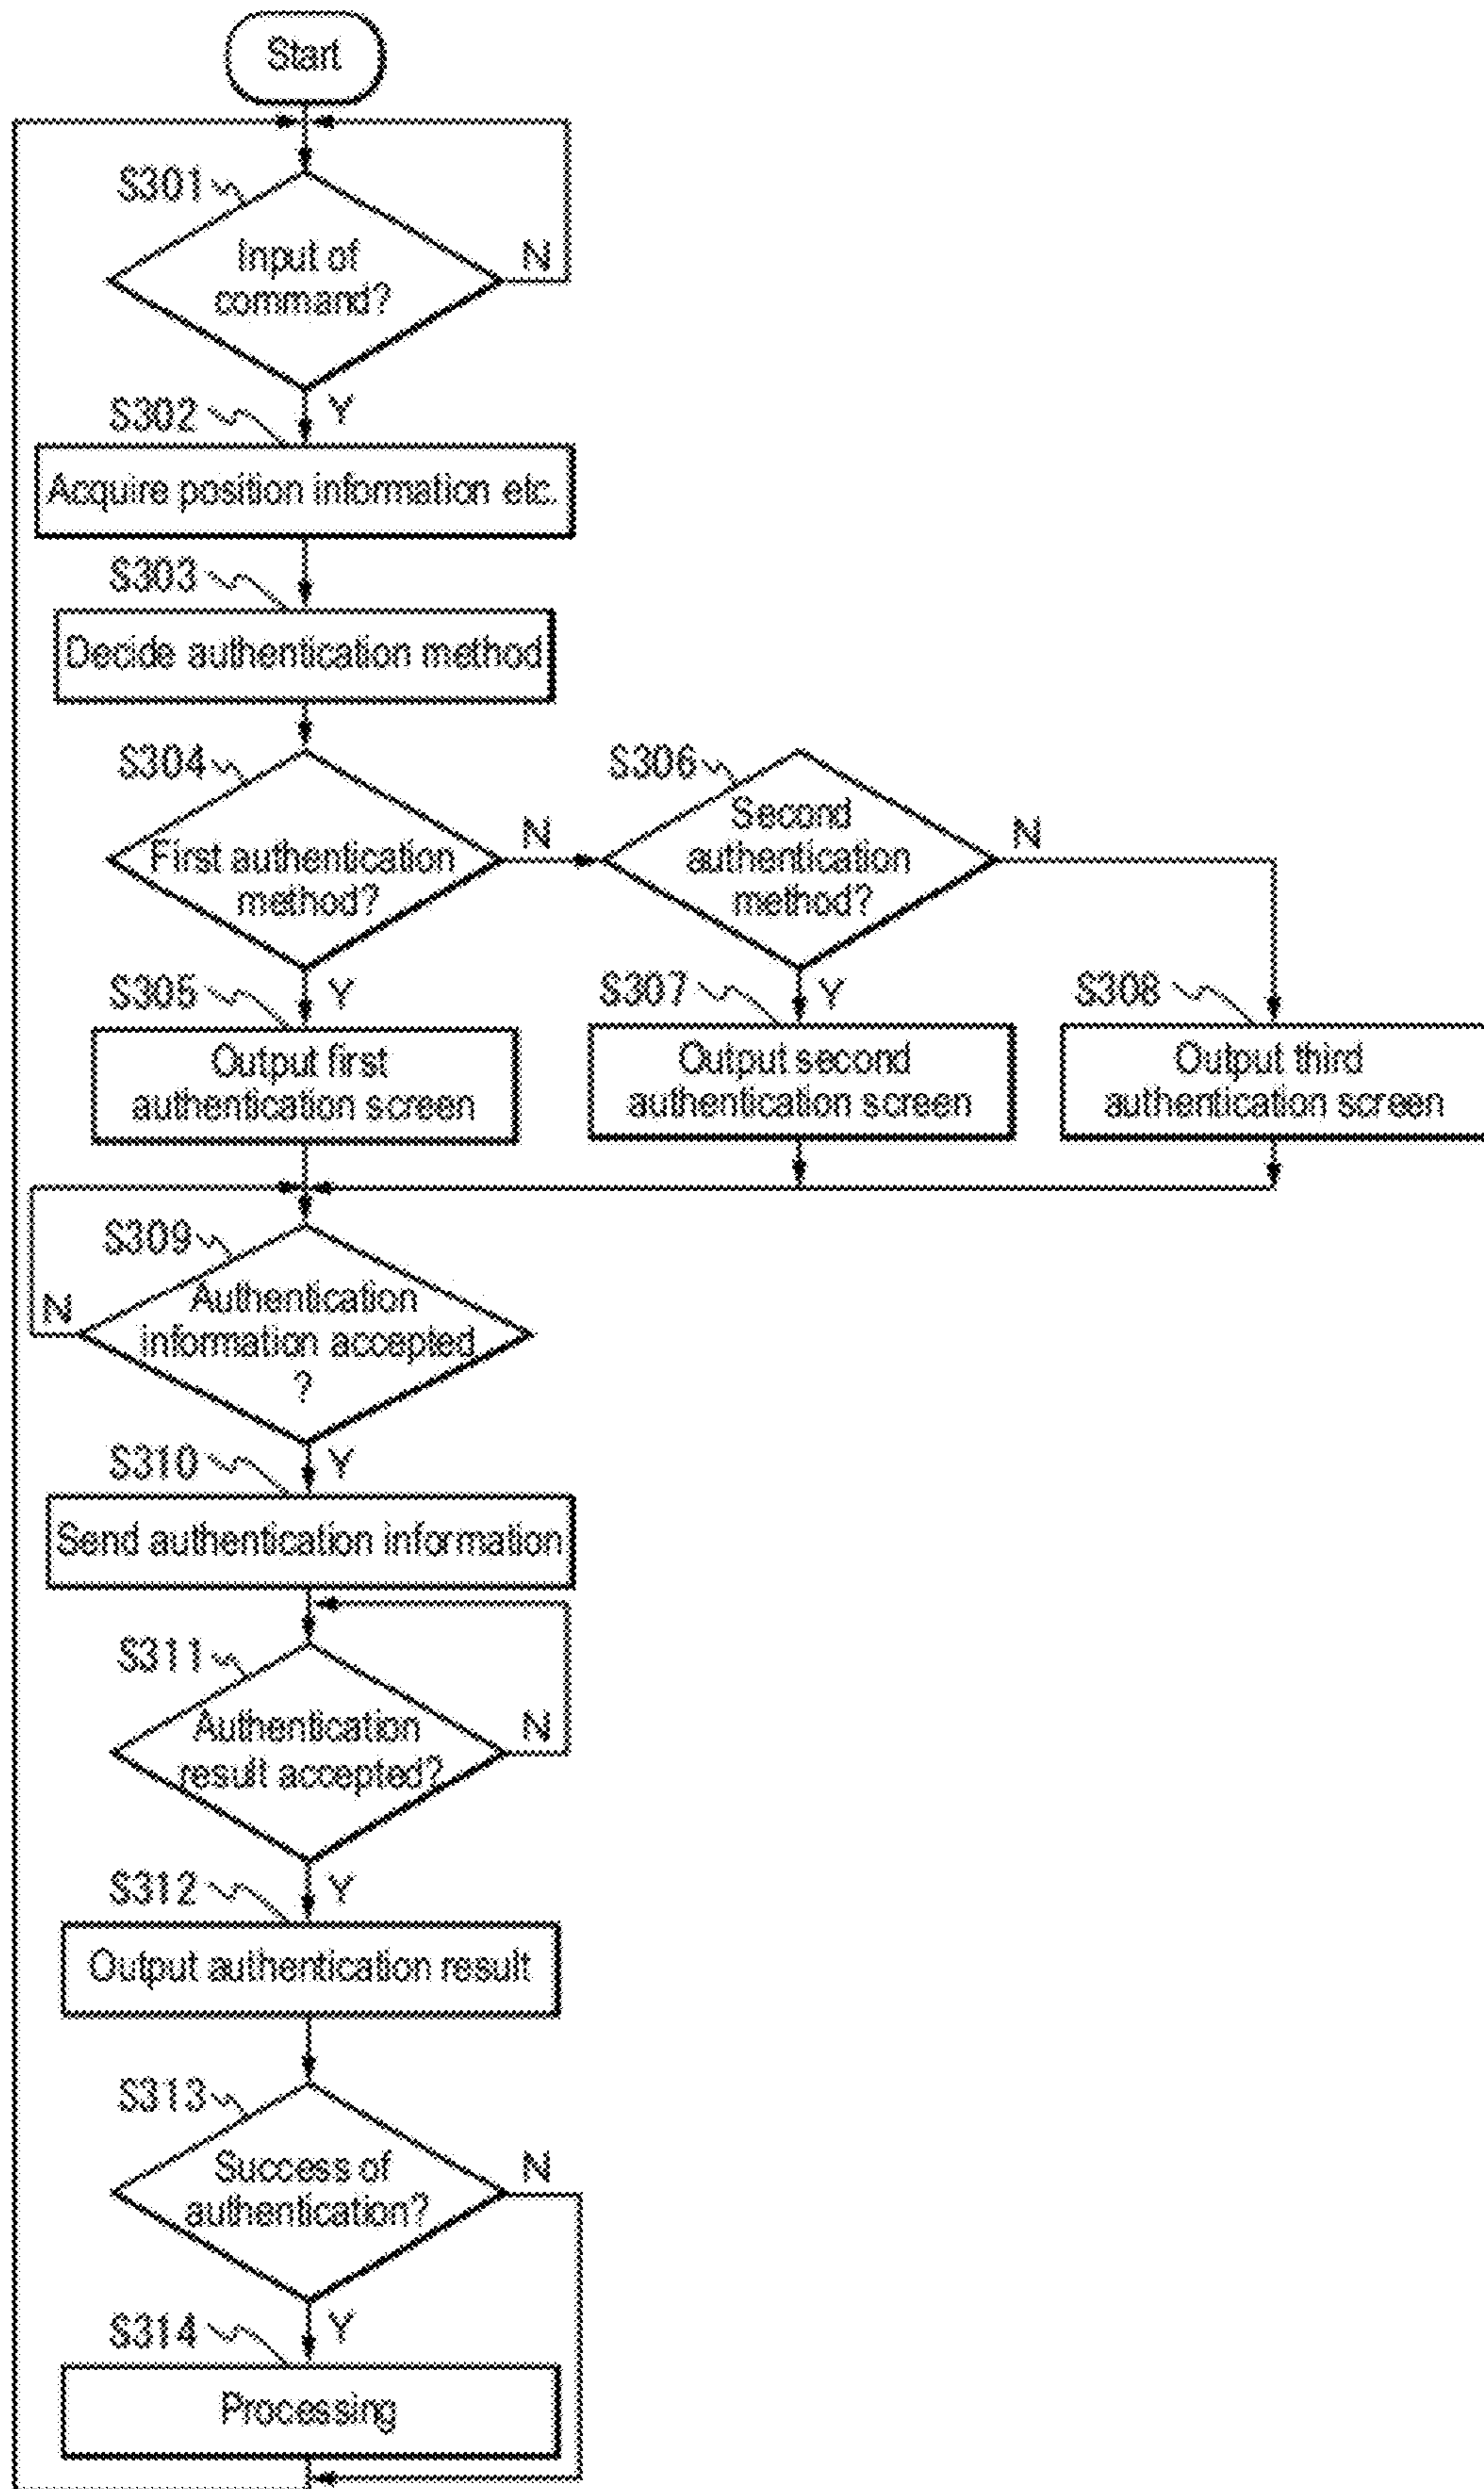 Start
S301
Input of
command?
N
Y
S302
Acquire position information etc.
S303
Decide authentication method
S304
First authentication
method?
N
Y
S306
Second
authentication
method?
N
Y
S305
Output first
authentication screen
S307
Output second
authentication screen
S308
Output third
authentication screen
S309
Authentication
information accepted
?
N
Y
S310
Send authentication information
S311
Authentication
result accepted?
N
Y
S312
Output authentication result
S313
Success of
authentication?
N
Y
S314
Processing